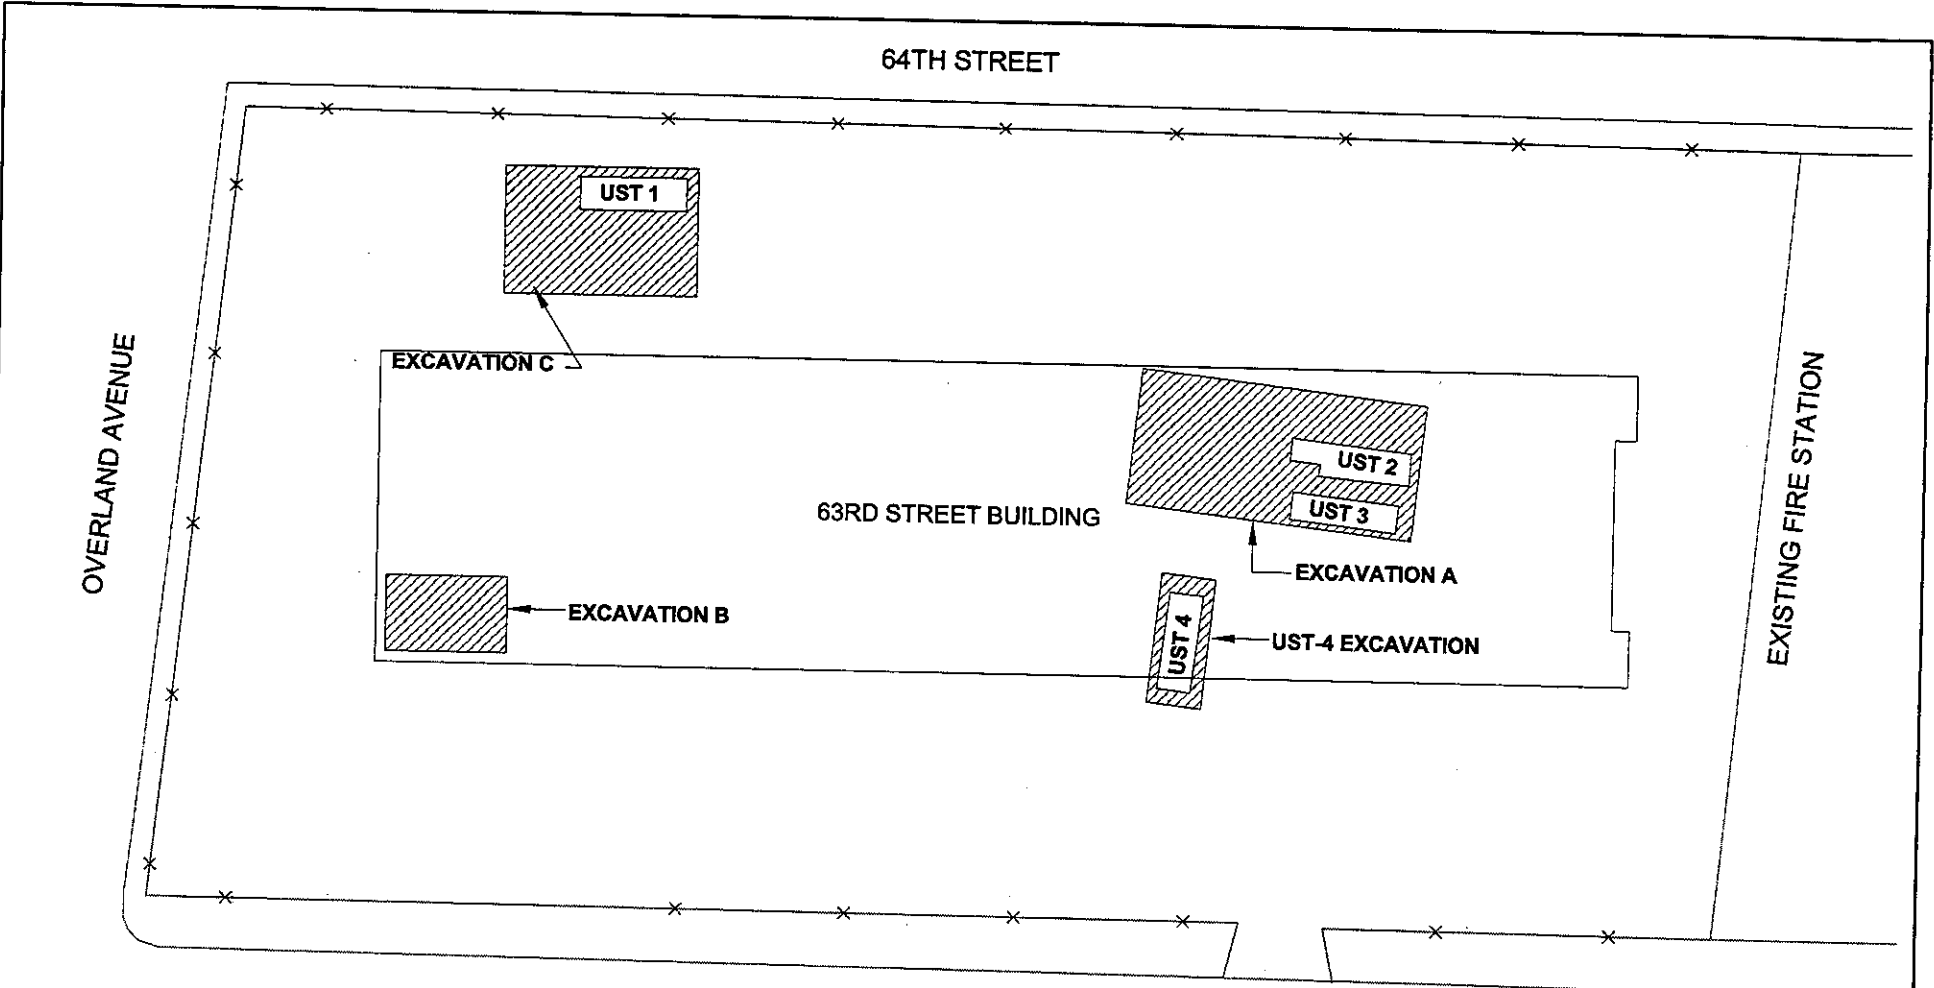 64TH STREET
UST 1
EXCAVATION C
OVERLAND AVENUE
UST 2
UST 3
63RD STREET BUILDING
EXCAVATION A
EXISTING FIRE STATION
EXCAVATION B
UST 4
UST-4 EXCAVATION